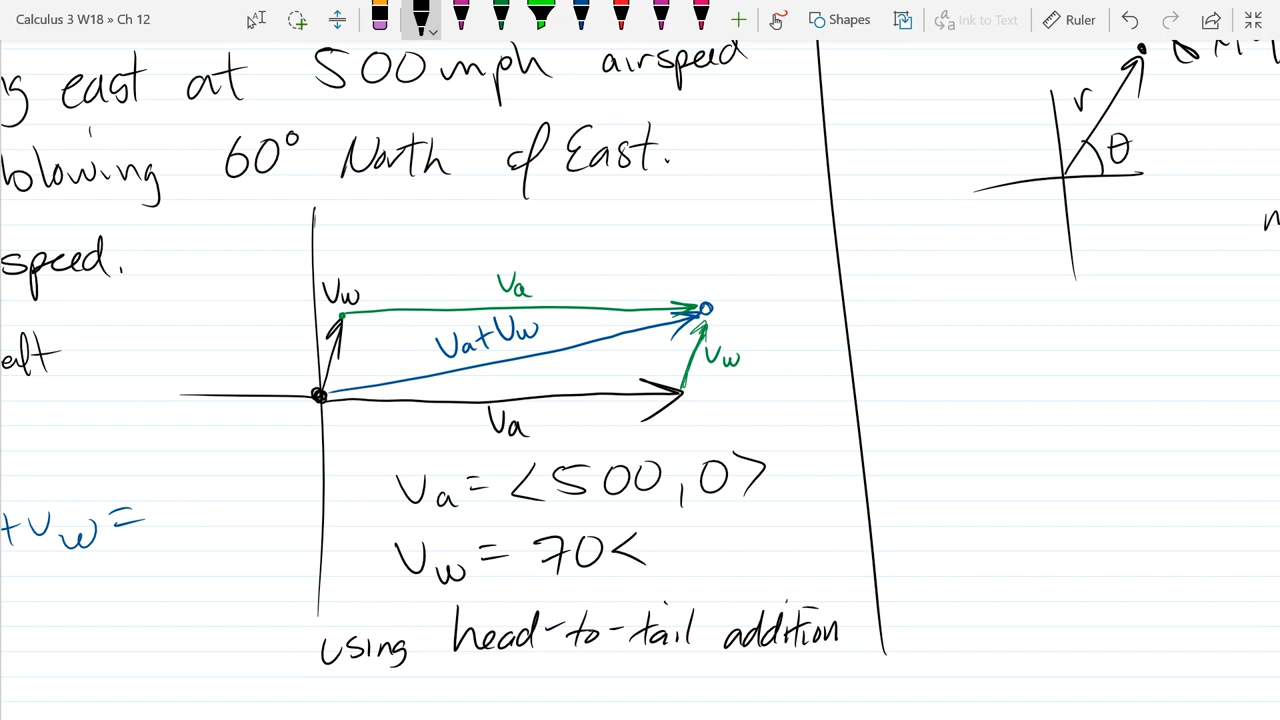 Calculus 3 W18 » Ch 12
Ink to Text
Shapes
Ruler
east at 500 mph airspeed
blowing 60° North of East.
speed.
Vw
Va
Va+Vw
Vw
Va
Va = <500, 0>
+Vw =
Vw = 70<
using head-to-tail addition
r
θ